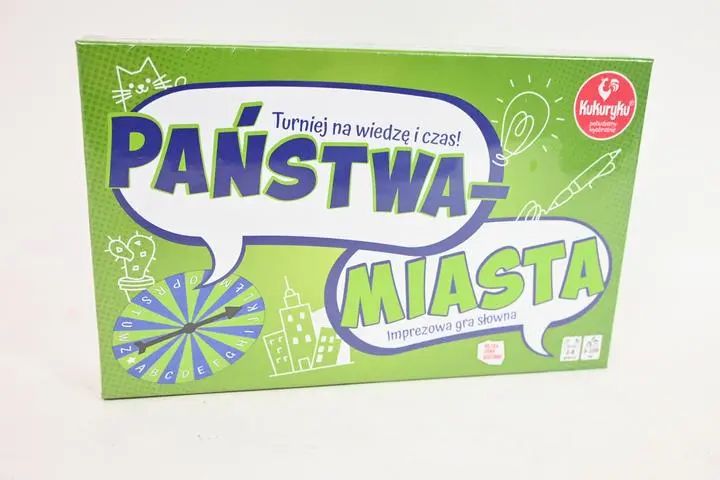 Turniej na wiedzę i czas!
PAŃSTWA-
MIASTA
Imprezowa gra słowna
KuKuryKu®
A B C D E F G H I J K L E M
O P R S T U W Z